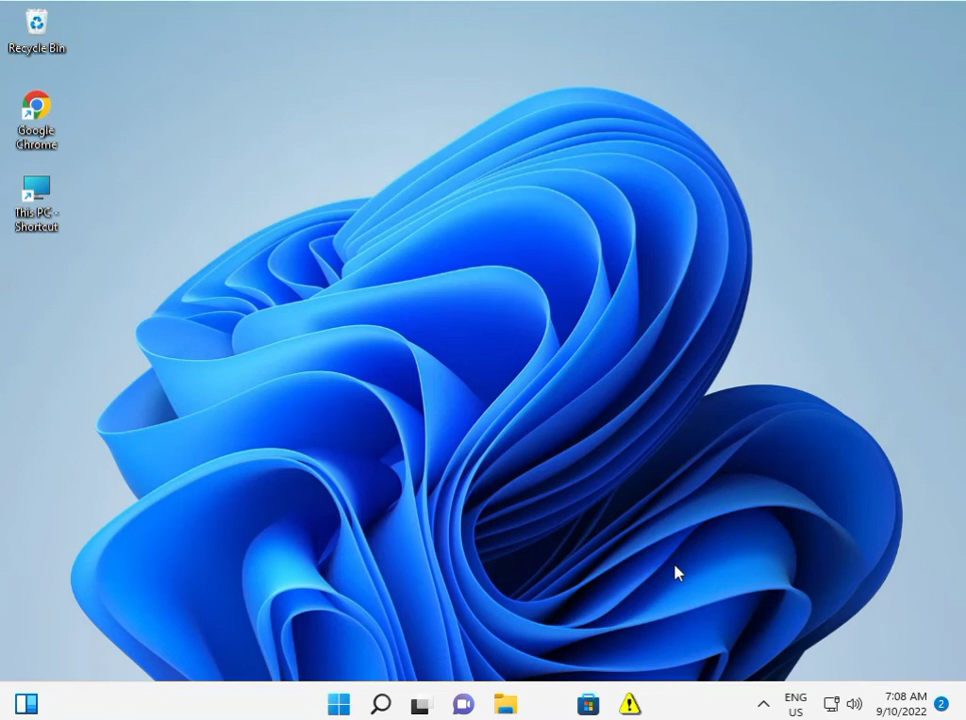 Recycle Bin
Google
Chrome
This PC -
Shortcut
ENG
US
7:08 AM
9/10/2022
2